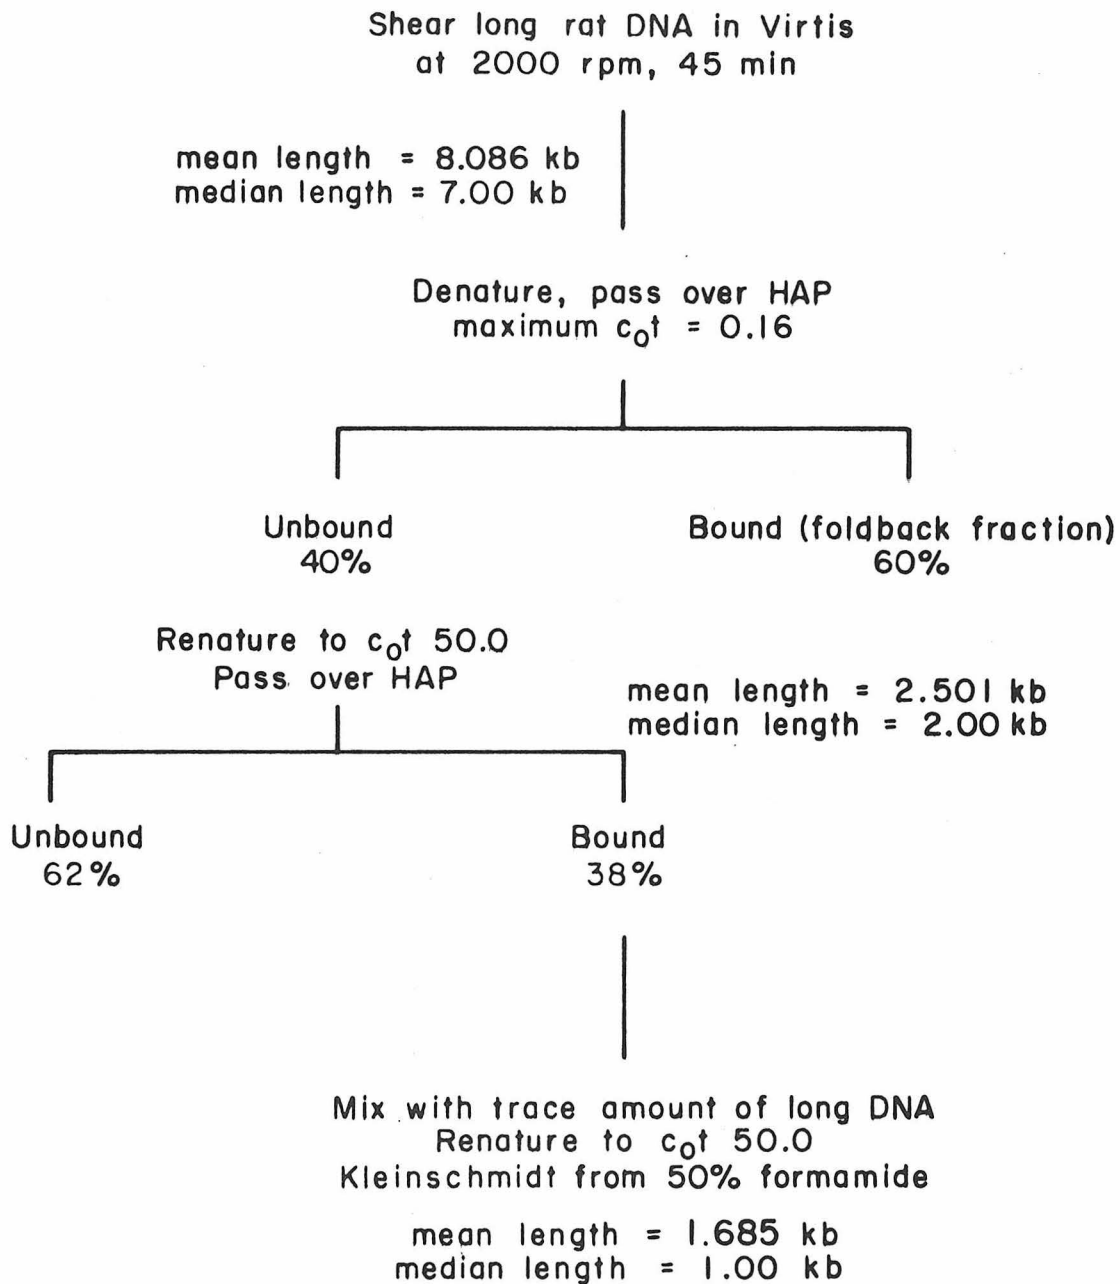 Shear long rat DNA in Virtis
at 2000 rpm, 45 min
mean length = 8.086 kb
median length = 7.00 kb
Denature, pass over HAP
maximum c₀t = 0.16
Unbound
40%
Bound (foldback fraction)
60%
Renature to c₀t 50.0
Pass over HAP
mean length = 2.501 kb
median length = 2.00 kb
Unbound
62%
Bound
38%
Mix with trace amount of long DNA
Renature to c₀t 50.0
Kleinschmidt from 50% formamide
mean length = 1.685 kb
median length = 1.00 kb